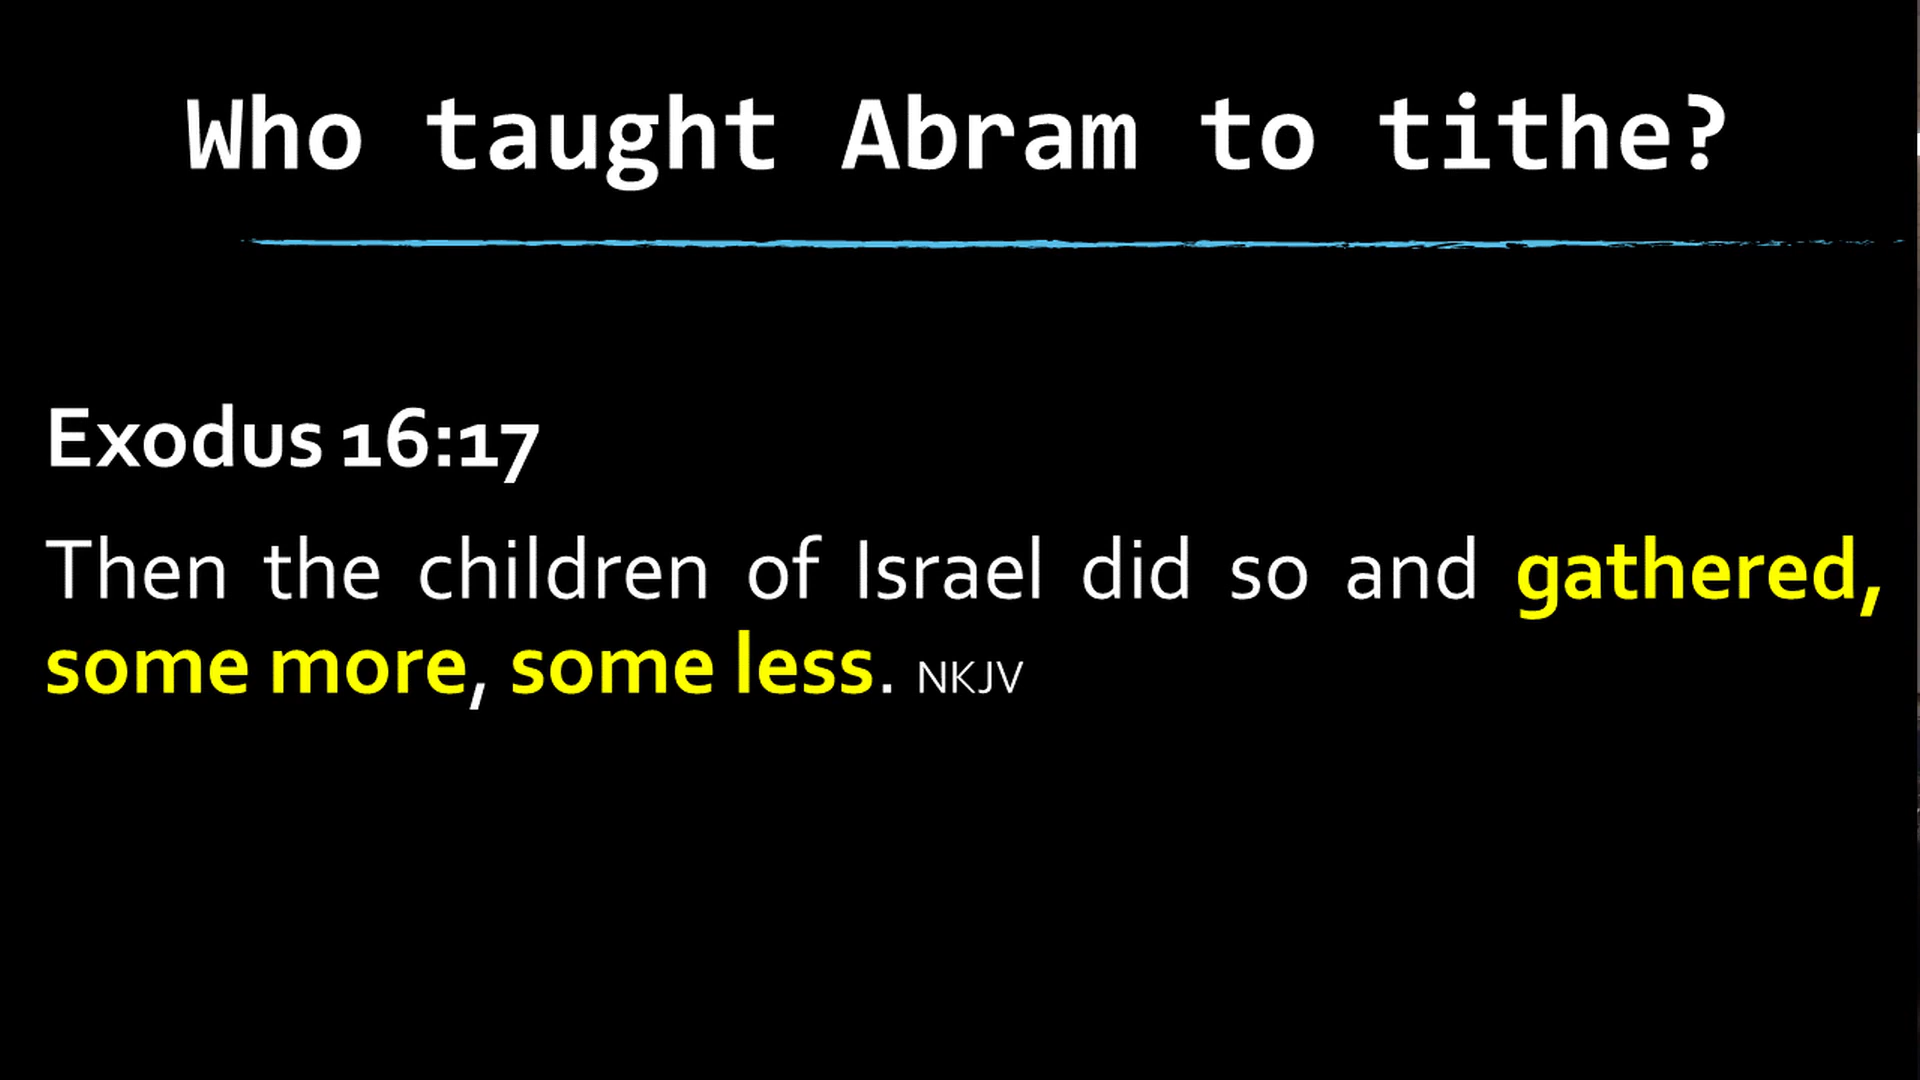 Who taught Abram to tithe?
Exodus 16:17
Then the children of Israel did so and gathered,
some more, some less. NKJV